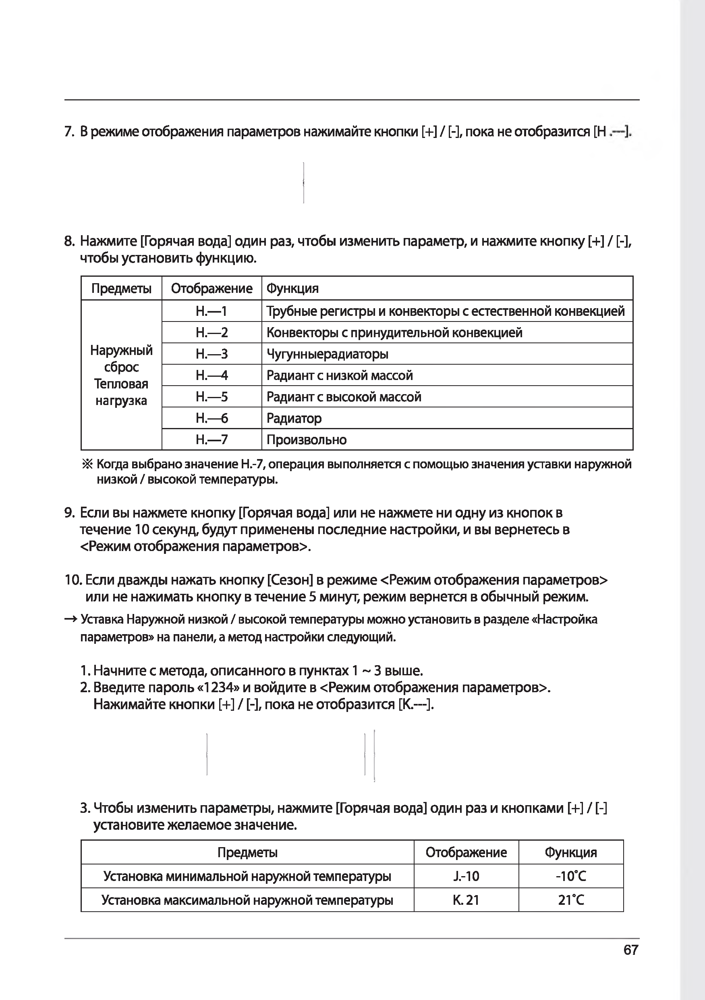 7. В режиме отображения параметров нажимайте кнопки [+] / [-], пока не отобразится [H .---].
8. Нажмите [Горячая вода] один раз, чтобы изменить параметр, и нажмите кнопку [+] / [-],
чтобы установить функцию.
Предметы Отображение Функция
H.—1 Трубные регистры и конвекторы с естественной конвекцией
H.—2 Конвекторы с принудительной конвекцией
Наружный
сброс
Тепловая
нагрузка
H.—3 Чугунныерадиаторы
H.—4 Радиант с низкой массой
H.—5 Радиант с высокой массой
H.—6 Радиатор
H.—7 Произвольно
※ Когда выбрано значение H.-7, операция выполняется с помощью значения уставки наружной
низкой / высокой температуры.
9. Если вы нажмете кнопку [Горячая вода] или не нажмете ни одну из кнопок в
течение 10 секунд, будут применены последние настройки, и вы вернетесь в
<Режим отображения параметров>.
10. Если дважды нажать кнопку [Сезон] в режиме <Режим отображения параметров>
или не нажимать кнопку в течение 5 минут, режим вернется в обычный режим.
→ Уставка Наружной низкой / высокой температуры можно установить в разделе «Настройка
параметров» на панели, а метод настройки следующий.
1. Начните с метода, описанного в пунктах 1 ~ 3 выше.
2. Введите пароль «1234» и войдите в <Режим отображения параметров>.
Нажимайте кнопки [+] / [-], пока не отобразится [K.---].
3. Чтобы изменить параметры, нажмите [Горячая вода] один раз и кнопками [+] / [-]
установите желаемое значение.
Предметы Отображение Функция
Установка минимальной наружной температуры J.-10 -10˚C
Установка максимальной наружной температуры K. 21 21˚C
67